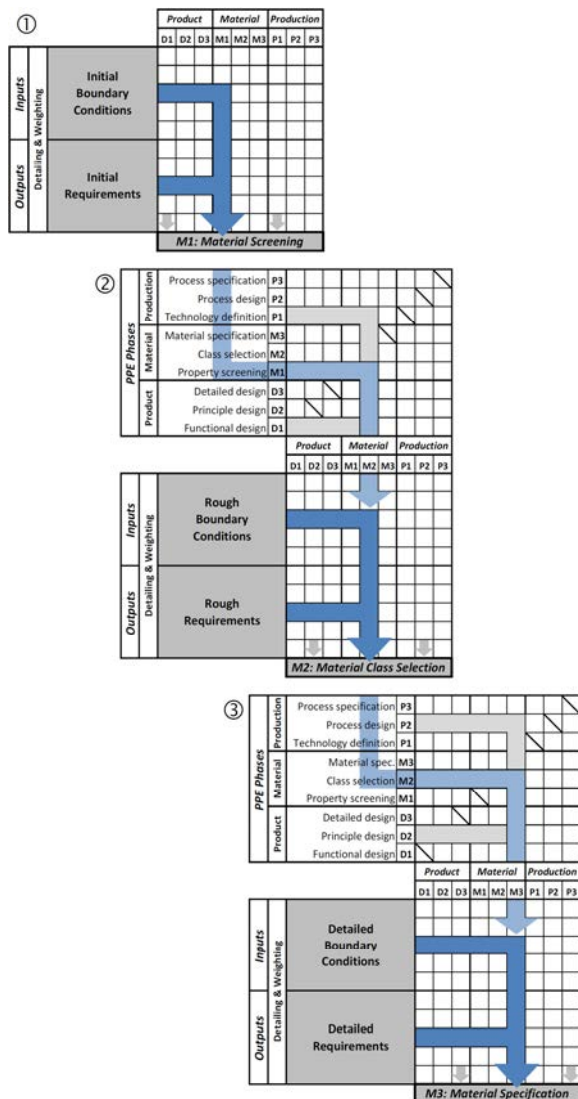 ①
Product Material Production
D1 D2 D3 M1 M2 M3 P1 P2 P3
Inputs
Outputs
Detailing & Weighting
Initial
Boundary
Conditions
Initial
Requirements
M1: Material Screening
②
PPE Phases
Production
Material
Product
Process specification P3
Process design P2
Technology definition P1
Material specification M3
Class selection M2
Property screening M1
Detailed design D3
Principle design D2
Functional design D1
Product Material Production
D1 D2 D3 M1 M2 M3 P1 P2 P3
Inputs
Outputs
Detailing & Weighting
Rough
Boundary
Conditions
Rough
Requirements
M2: Material Class Selection
③
PPE Phases
Production
Material
Product
Process specification P3
Process design P2
Technology definition P1
Material spec. M3
Class selection M2
Property screening M1
Detailed design D3
Principle design D2
Functional design D1
Product Material Production
D1 D2 D3 M1 M2 M3 P1 P2 P3
Inputs
Outputs
Detailing & Weighting
Detailed
Boundary
Conditions
Detailed
Requirements
M3: Material Specification